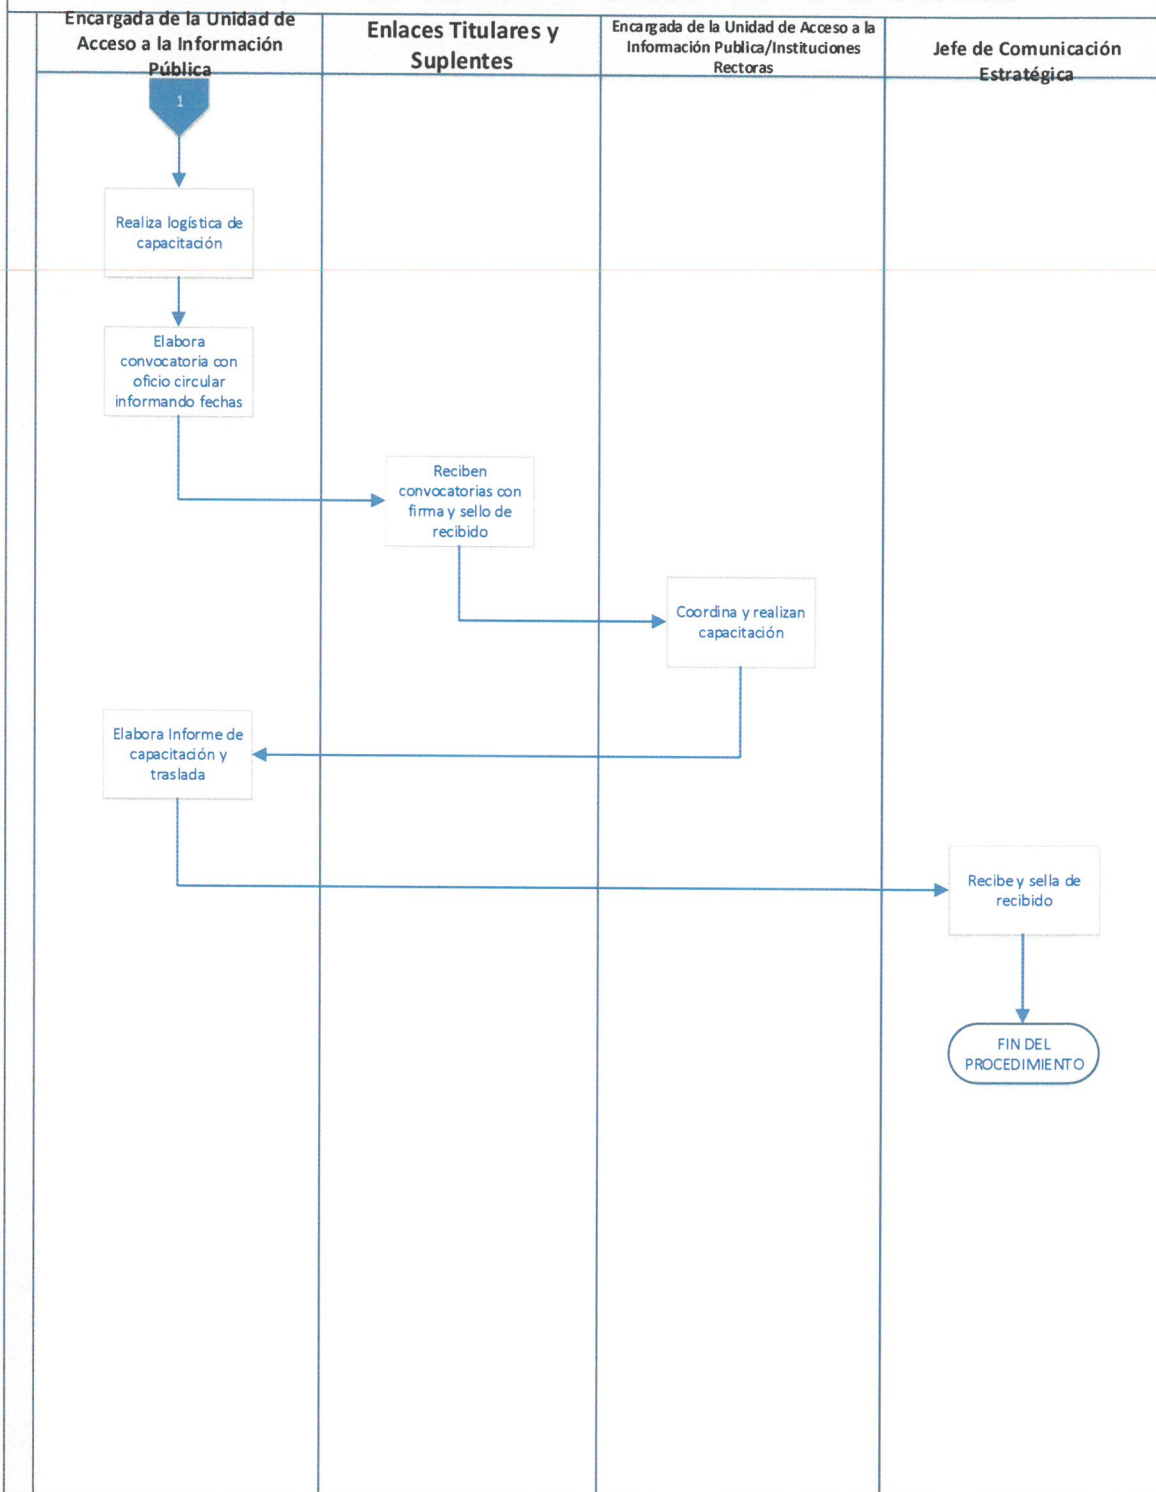 Encargada de la Unidad de
Acceso a la Información
Pública
Enlaces Titulares y
Suplentes
Encargada de la Unidad de Acceso a la
Información Publica/Instituciones
Rectoras
Jefe de Comunicación
Estratégica
1
Realiza logística de
capacitación
Elabora
convocatoria con
oficio circular
informando fechas
Reciben
convocatorias con
firma y sello de
recibido
Coordina y realizan
capacitación
Elabora Informe de
capacitación y
traslada
Recibe y sella de
recibido
FIN DEL
PROCEDIMIENTO